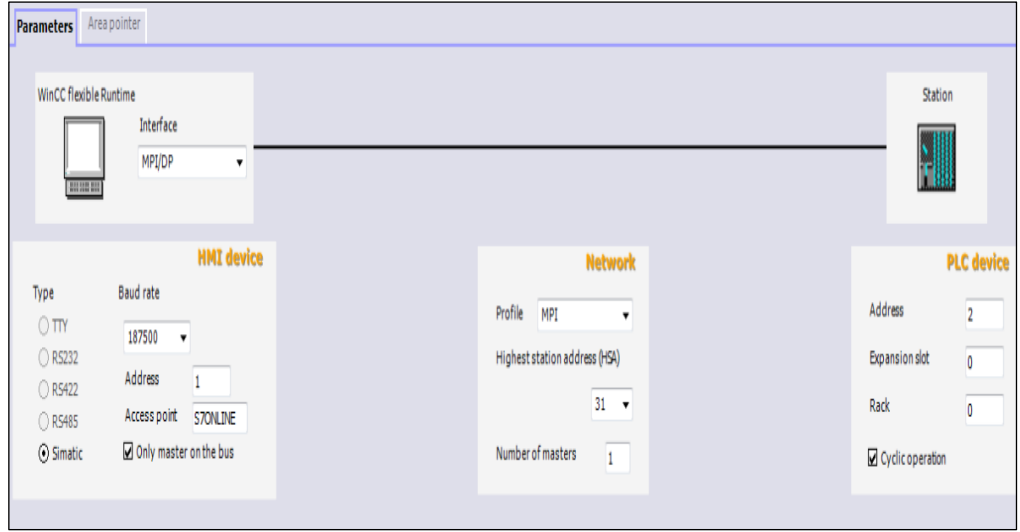 Parameters Area pointer
WinCC flexible Runtime
Interface
MPI/DP
Station
HMI device
Type Baud rate
TTY
187500
RS232
Address 1
RS422
Access point S7ONLINE
RS485
Only master on the bus
Simatic
Network
Profile MPI
Highest station address (HSA)
31
Number of masters 1
PLC device
Address 2
Expansion slot 0
Rack 0
Cyclic operation